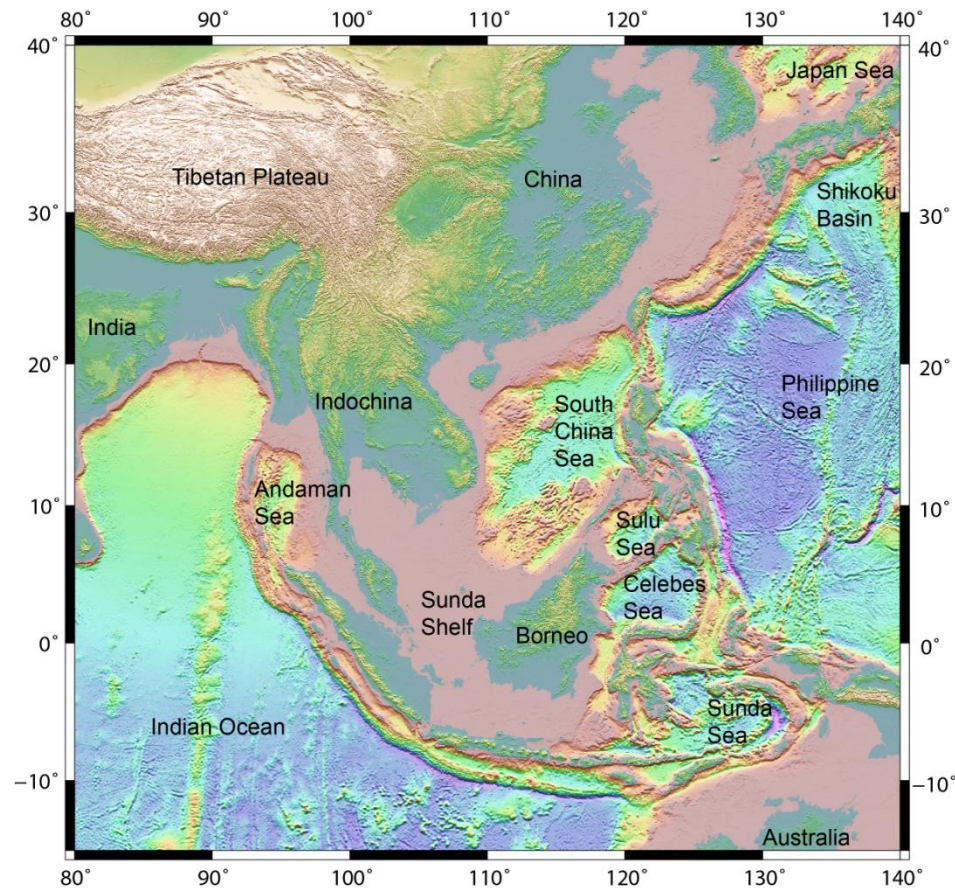 80° 90° 100° 110° 120° 130° 140°
40° 40°
Japan Sea
Tibetan Plateau
China
Shikoku
Basin
30° 30°
India
20° 20°
Indochina
South
China
Sea
Philippine
Sea
Andaman
Sea
10° 10°
Sulu
Sea
Celebes
Sea
Sunda
Shelf
Borneo
0° 0°
Indian Ocean
Sunda
Sea
−10° −10°
Australia
80° 90° 100° 110° 120° 130° 140°